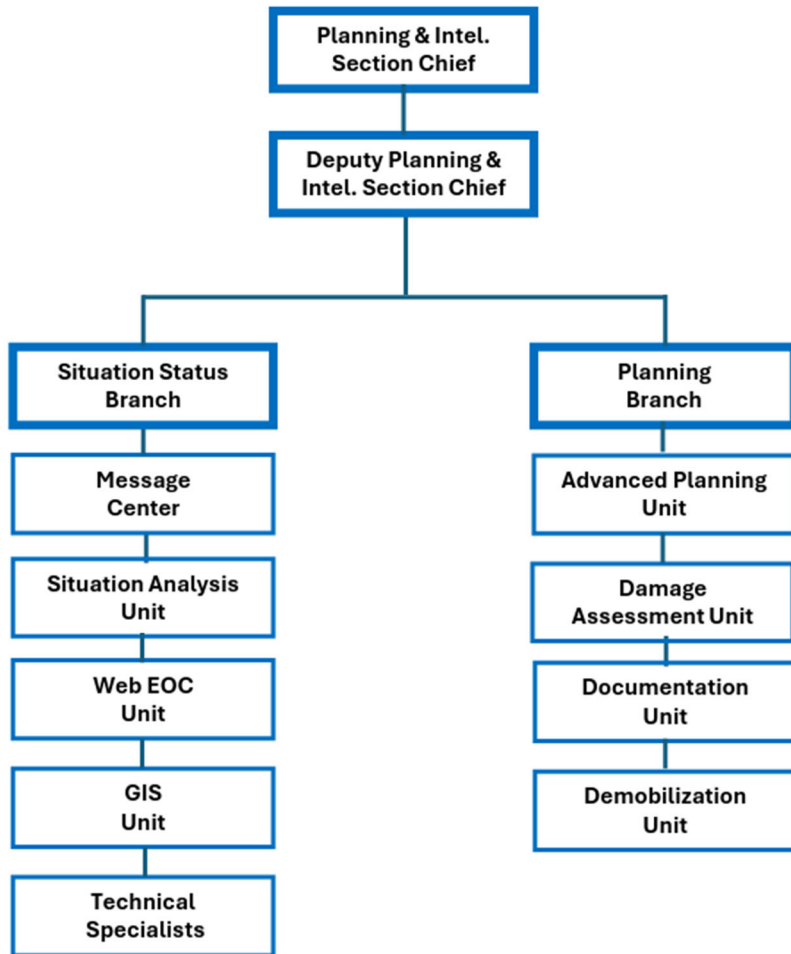 Planning & Intel.
Section Chief
Deputy Planning &
Intel. Section Chief
Situation Status
Branch
Message
Center
Situation Analysis
Unit
Web EOC
Unit
GIS
Unit
Technical
Specialists
Planning
Branch
Advanced Planning
Unit
Damage
Assessment Unit
Documentation
Unit
Demobilization
Unit